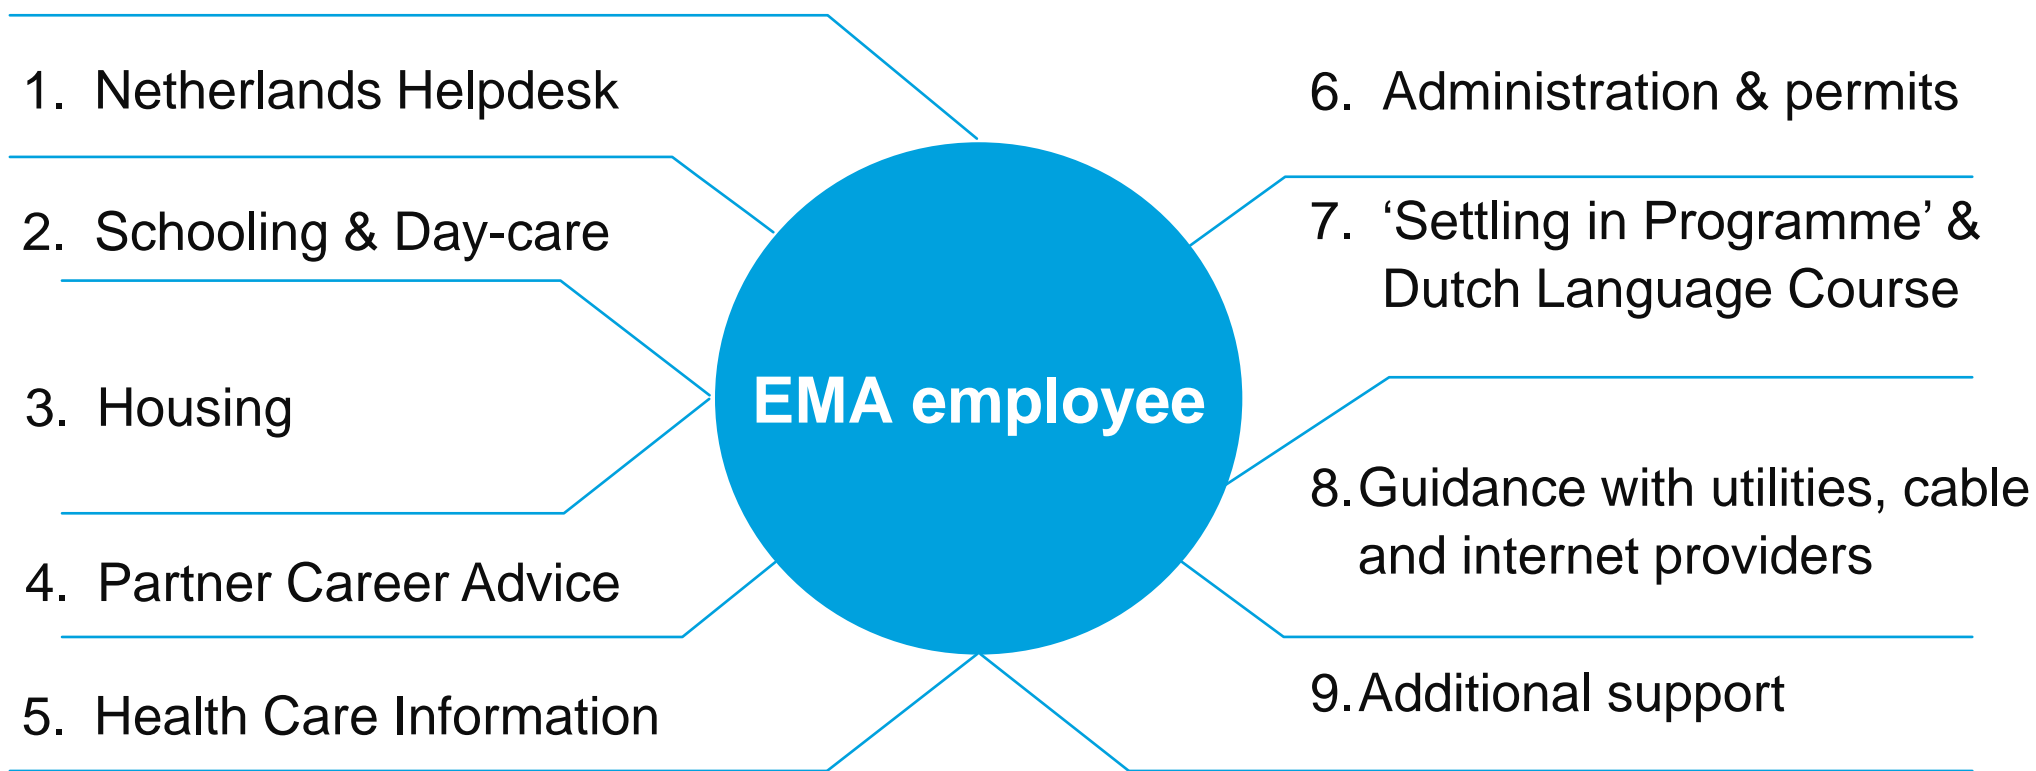 1. Netherlands Helpdesk
2. Schooling & Day-care
3. Housing
4. Partner Career Advice
5. Health Care Information
EMA employee
6. Administration & permits
7. ‘Settling in Programme’ &
Dutch Language Course
8. Guidance with utilities, cable
and internet providers
9. Additional support